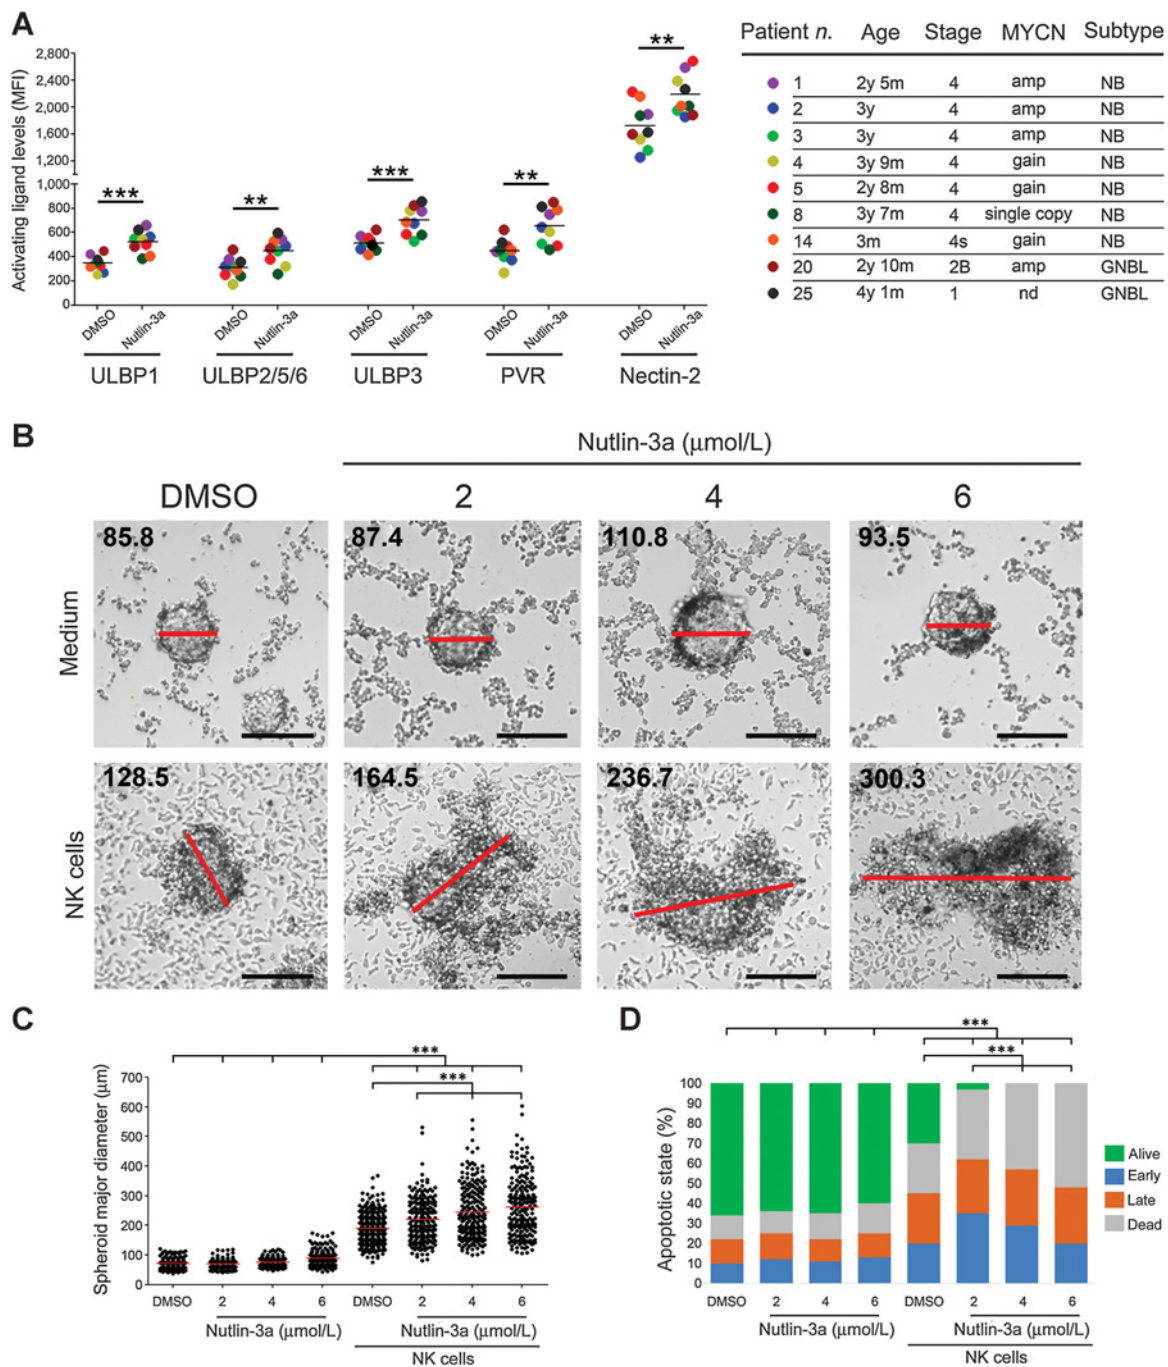 A
Activating ligand levels (MFI)
2,800
2,400
2,000
1,600
1,200
1,000
800
600
400
200
0
*** ** *** ** **
DMSO Nutlin-3a DMSO Nutlin-3a DMSO Nutlin-3a DMSO Nutlin-3a DMSO Nutlin-3a
ULBP1 ULBP2/5/6 ULBP3 PVR Nectin-2
Patient n. Age Stage MYCN Subtype
1 2y 5m 4 amp NB
2 3y 4 amp NB
3 3y 4 amp NB
4 3y 9m 4 gain NB
5 2y 8m 4 gain NB
8 3y 7m 4 single copy NB
14 3m 4s gain NB
20 2y 10m 2B amp GNBL
25 4y 1m 1 nd GNBL
B
Nutlin-3a (μmol/L)
DMSO 2 4 6
Medium
85.8 87.4 110.8 93.5
NK cells
128.5 164.5 236.7 300.3
C
Spheroid major diameter (μm)
***
***
700
600
500
400
300
200
100
0
DMSO 2 4 6 DMSO 2 4 6
Nutlin-3a (μmol/L) Nutlin-3a (μmol/L)
NK cells
D
Apoptotic state (%)
***
***
100
90
80
70
60
50
40
30
20
10
0
DMSO 2 4 6 DMSO 2 4 6
Nutlin-3a (μmol/L) Nutlin-3a (μmol/L)
NK cells
Alive
Early
Late
Dead